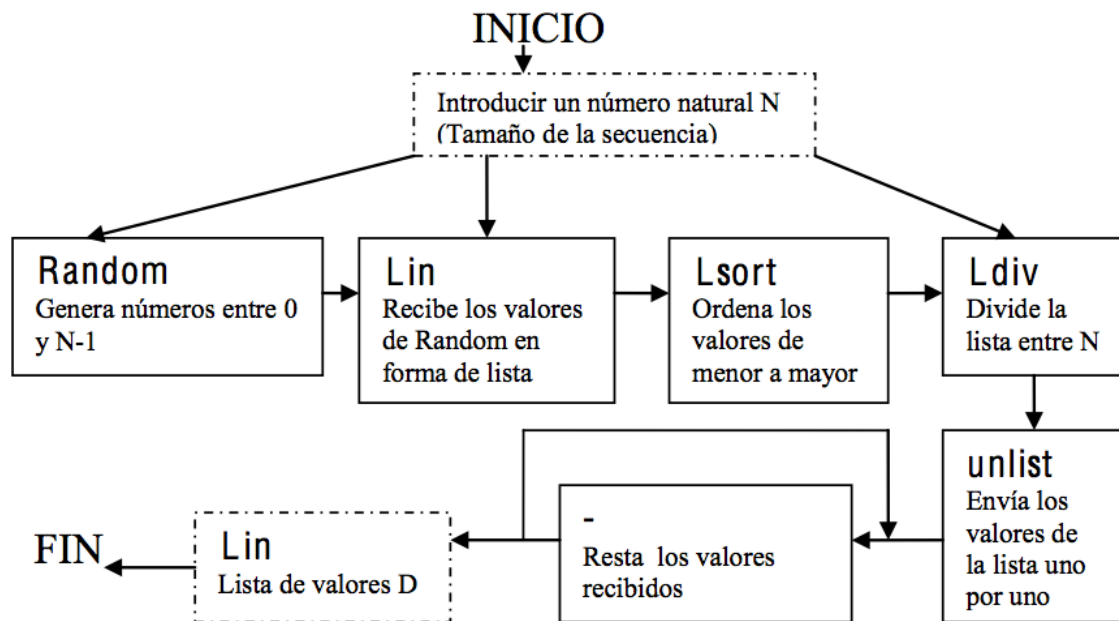 INICIO
Introducir un número natural N
(Tamaño de la secuencia)
Random
Genera números entre 0
y N-1
Lin
Recibe los valores
de Random en
forma de lista
Lsort
Ordena los
valores de
menor a mayor
Ldiv
Divide la
lista entre N
unlist
Envía los
valores de
la lista uno
por uno
-
Resta los valores
recibidos
Lin
Lista de valores D
FIN